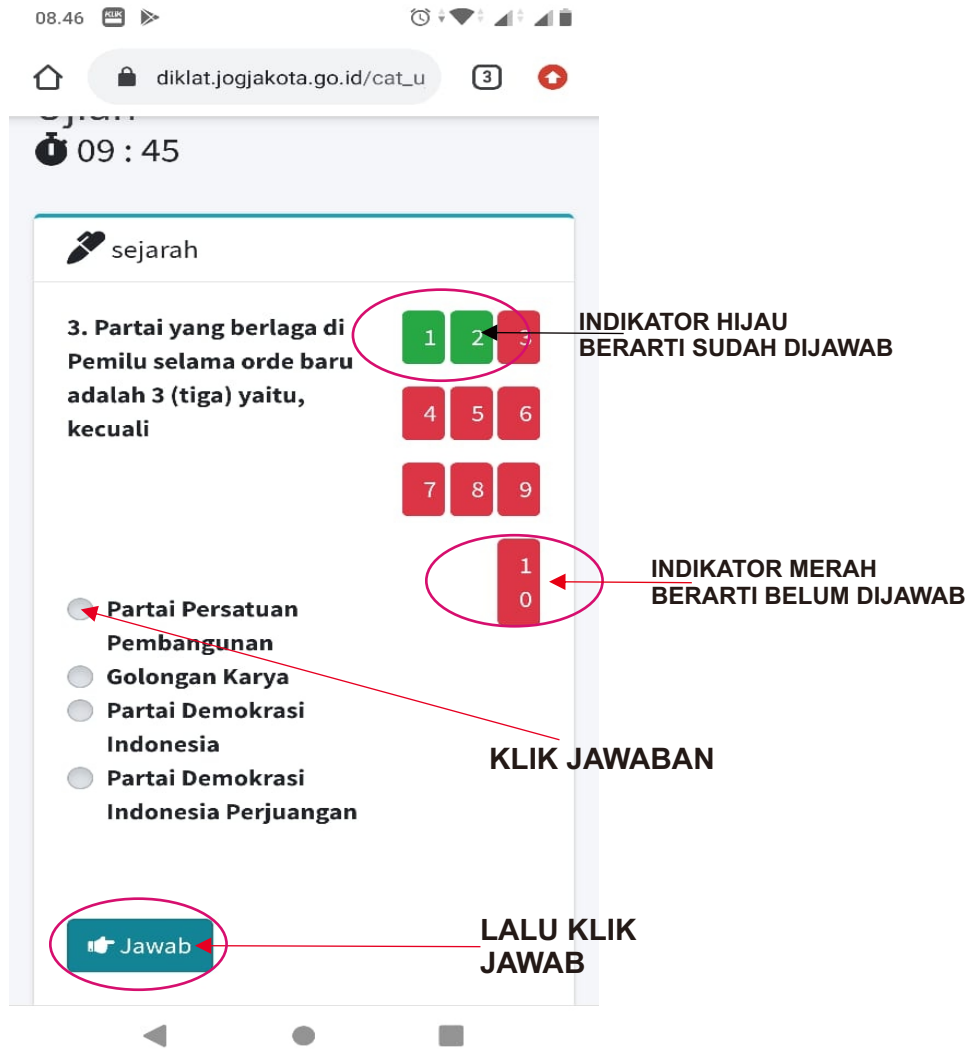 08.46 KLIK
diklat.jogjakota.go.id/cat_u 3
09 : 45
sejarah
3. Partai yang berlaga di
Pemilu selama orde baru
adalah 3 (tiga) yaitu,
kecuali
1 2 3
4 5 6
7 8 9
1
0
INDIKATOR HIJAU
BERARTI SUDAH DIJAWAB
INDIKATOR MERAH
BERARTI BELUM DIJAWAB
Partai Persatuan
Pembangunan
Golongan Karya
Partai Demokrasi
Indonesia
Partai Demokrasi
Indonesia Perjuangan
KLIK JAWABAN
Jawab
LALU KLIK
JAWAB